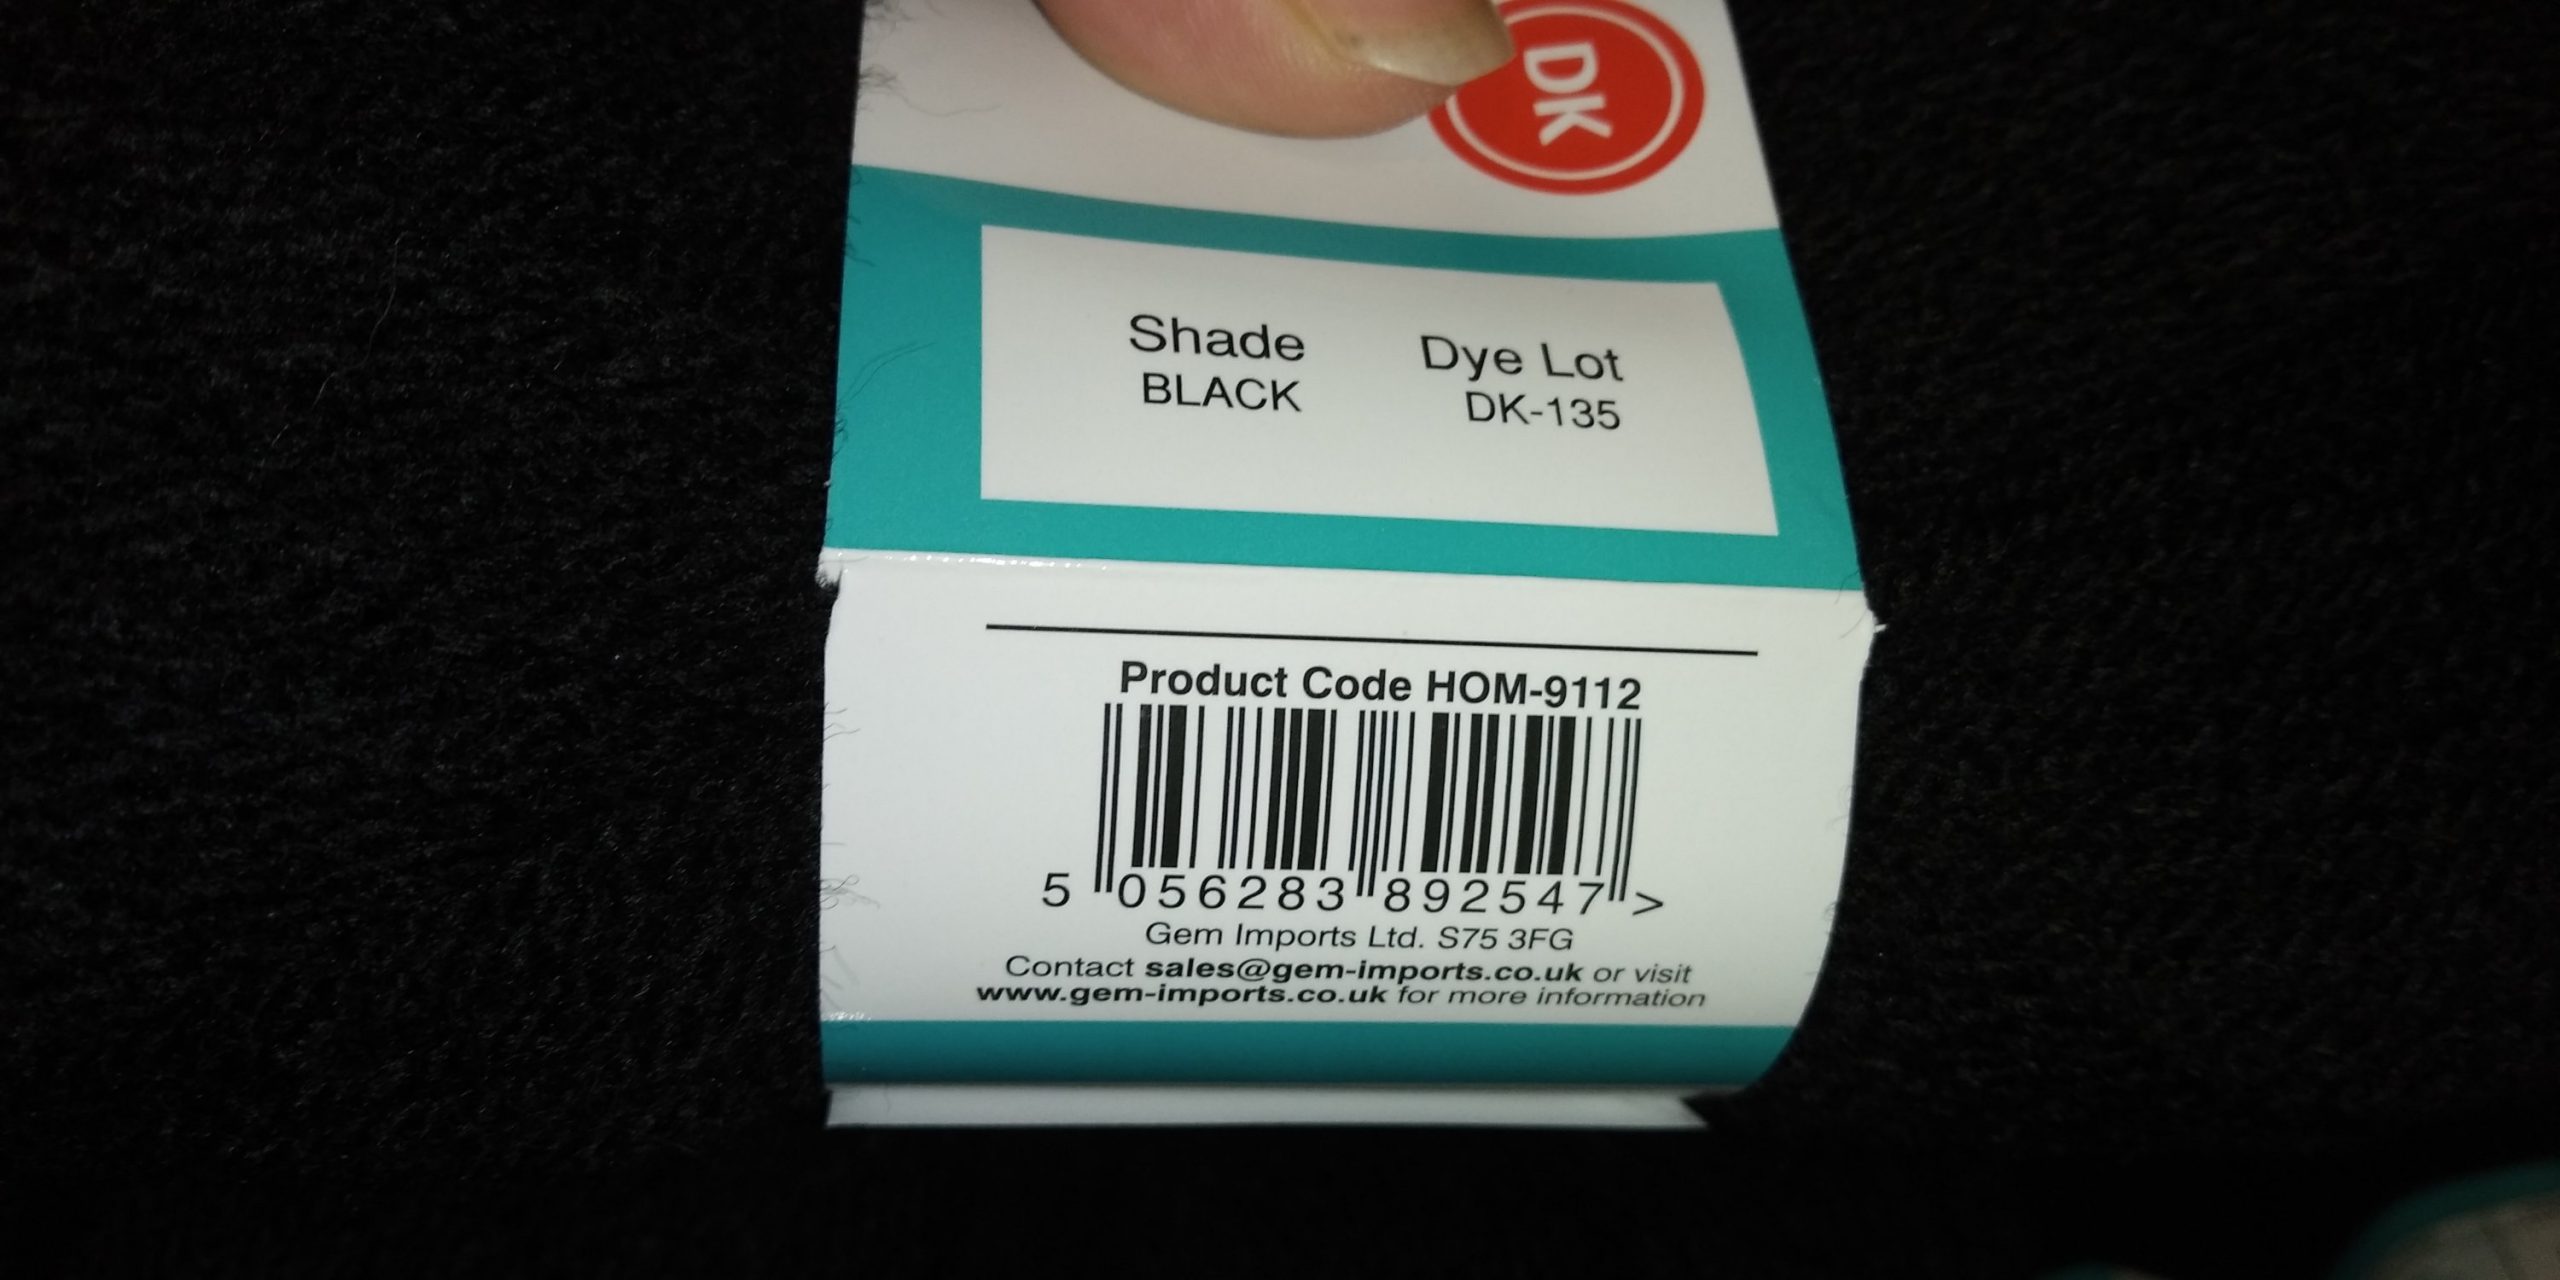 DK
Shade Dye Lot
BLACK DK-135
Product Code HOM-9112
5 056283 892547 >
Gem Imports Ltd. S75 3FG
Contact sales@gem-imports.co.uk or visit
www.gem-imports.co.uk for more information